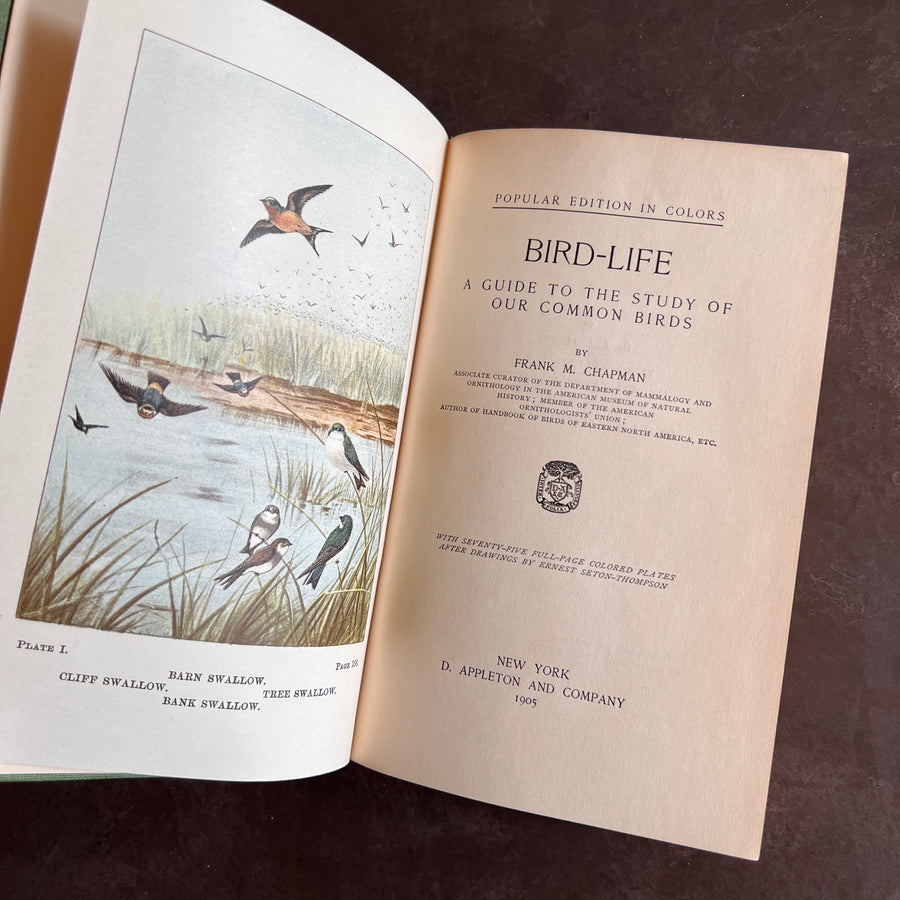 PLATE I.
PAGE
BARN SWALLOW.
CLIFF SWALLOW.
TREE SWALLOW.
BANK SWALLOW.
POPULAR EDITION IN COLORS
BIRD-LIFE
A GUIDE TO THE STUDY OF
OUR COMMON BIRDS
BY
FRANK M. CHAPMAN
ASSOCIATE CURATOR OF THE DEPARTMENT OF MAMMALOGY AND
ORNITHOLOGY IN THE AMERICAN MUSEUM OF NATURAL
HISTORY; MEMBER OF THE AMERICAN
ORNITHOLOGISTS' UNION;
AUTHOR OF HANDBOOK OF BIRDS OF EASTERN NORTH AMERICA, ETC.
WITH SEVENTY-FIVE FULL-PAGE COLORED PLATES
AFTER DRAWINGS BY ERNEST SETON-THOMPSON
NEW YORK
D. APPLETON AND COMPANY
1905